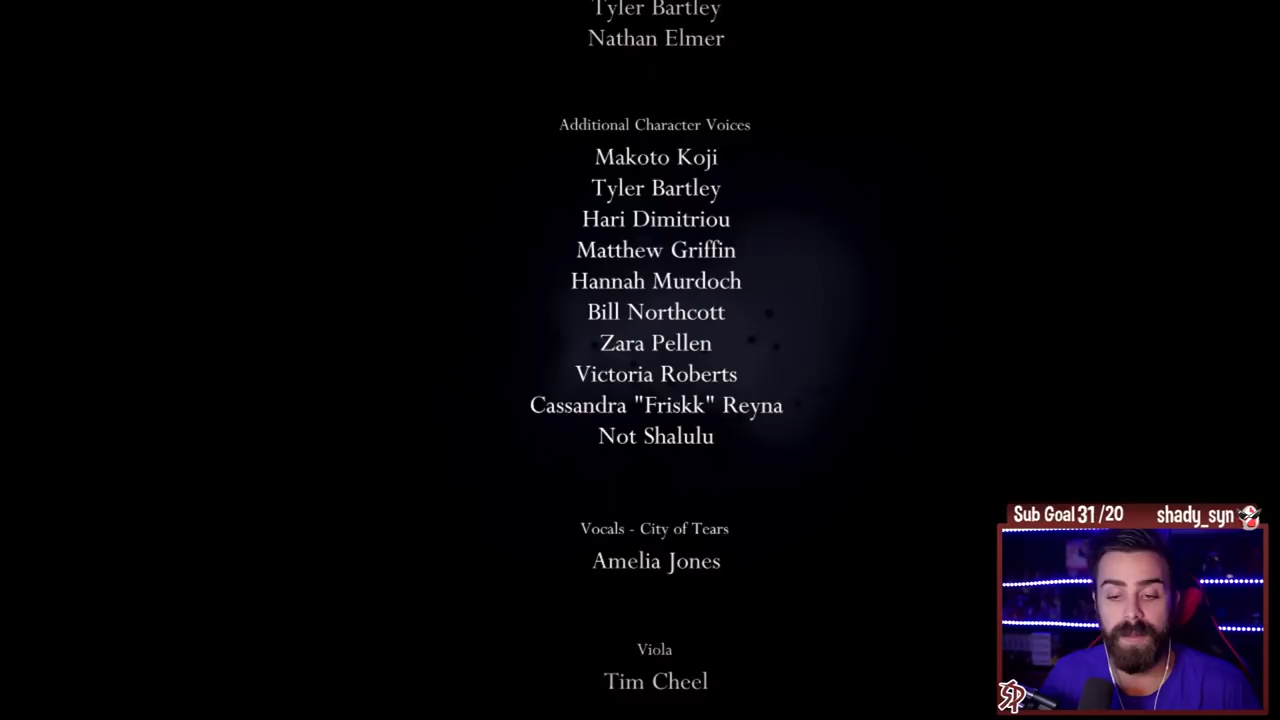 Tyler Bartley
Nathan Elmer
Additional Character Voices
Makoto Koji
Tyler Bartley
Hari Dimitriou
Matthew Griffin
Hannah Murdoch
Bill Northcott
Zara Pellen
Victoria Roberts
Cassandra "Friskk" Reyna
Not Shalulu
Vocals - City of Tears
Amelia Jones
Viola
Tim Cheel
Sub Goal 31/20 shady_syn